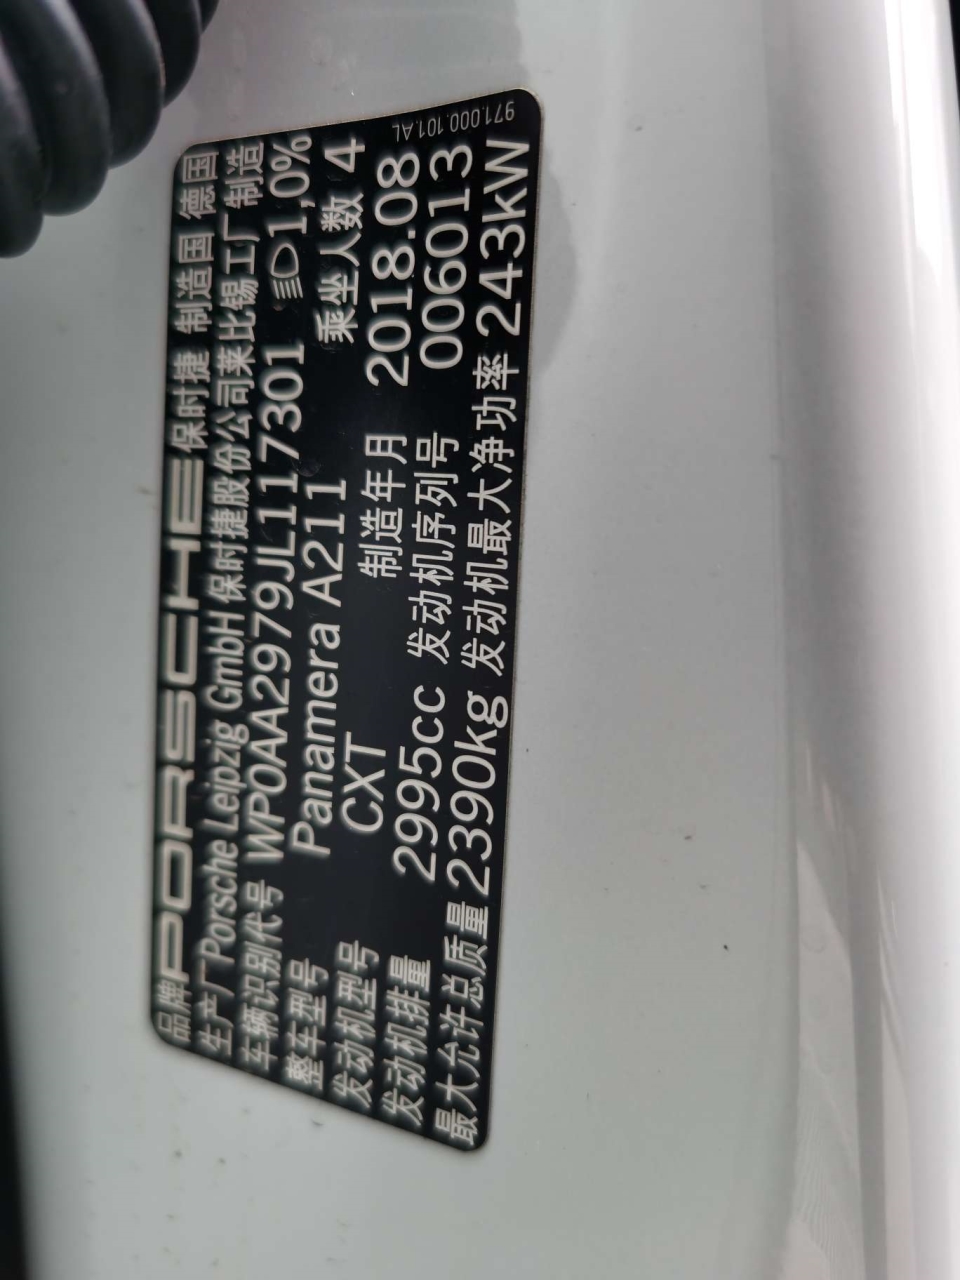 品牌 PORSCHE 保时捷 制造国 德国
生产厂 Porsche Leipzig GmbH 保时捷股份公司莱比锡工厂制造
车辆识别代号 WP0AA2979JL117301 1,0%
整车型号 Panamera A211 乘坐人数 4
发动机型号 CXT 制造年月 2018.08
发动机排量 2995cc 发动机序列号 006013
最大允许总质量 2390kg 发动机最大净功率 243kW
971.000.101.AL